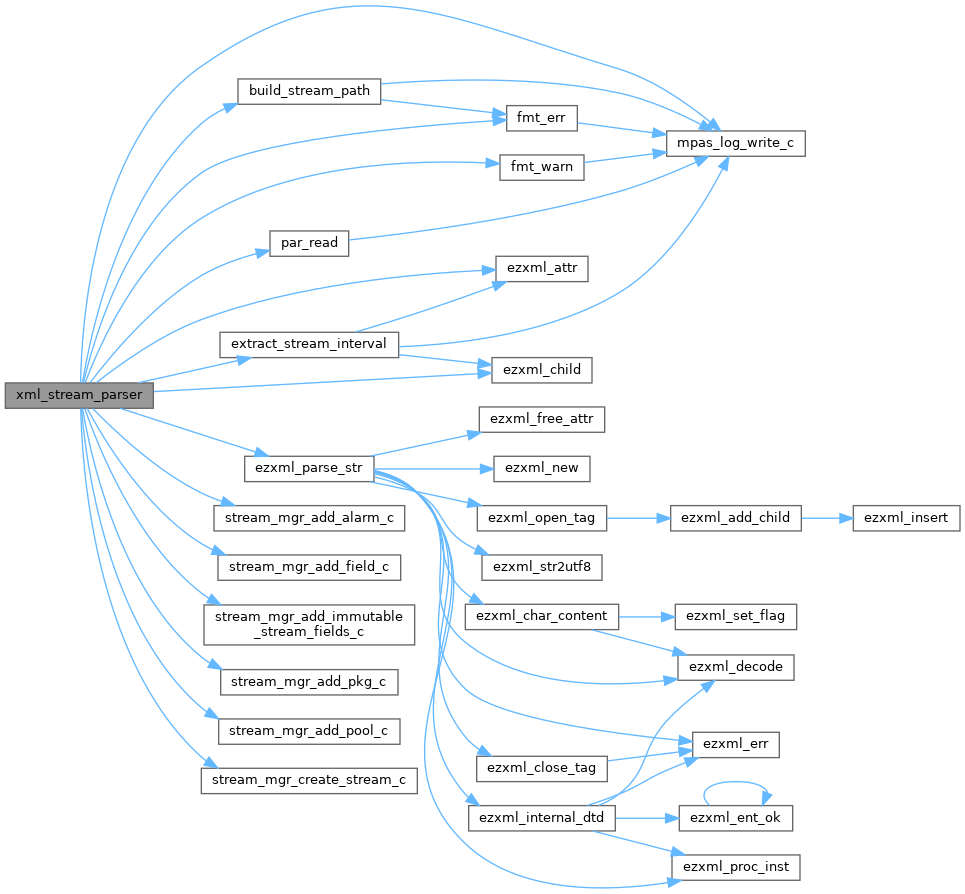 build_stream_path
fmt_err
mpas_log_write_c
fmt_warn
par_read
ezxml_attr
extract_stream_interval
ezxml_child
xml_stream_parser
ezxml_free_attr
ezxml_parse_str
ezxml_new
stream_mgr_add_alarm_c
ezxml_open_tag
ezxml_add_child
ezxml_insert
stream_mgr_add_field_c
ezxml_str2utf8
stream_mgr_add_immutable
_stream_fields_c
ezxml_char_content
ezxml_set_flag
ezxml_decode
stream_mgr_add_pkg_c
stream_mgr_add_pool_c
ezxml_err
stream_mgr_create_stream_c
ezxml_close_tag
ezxml_internal_dtd
ezxml_ent_ok
ezxml_proc_inst